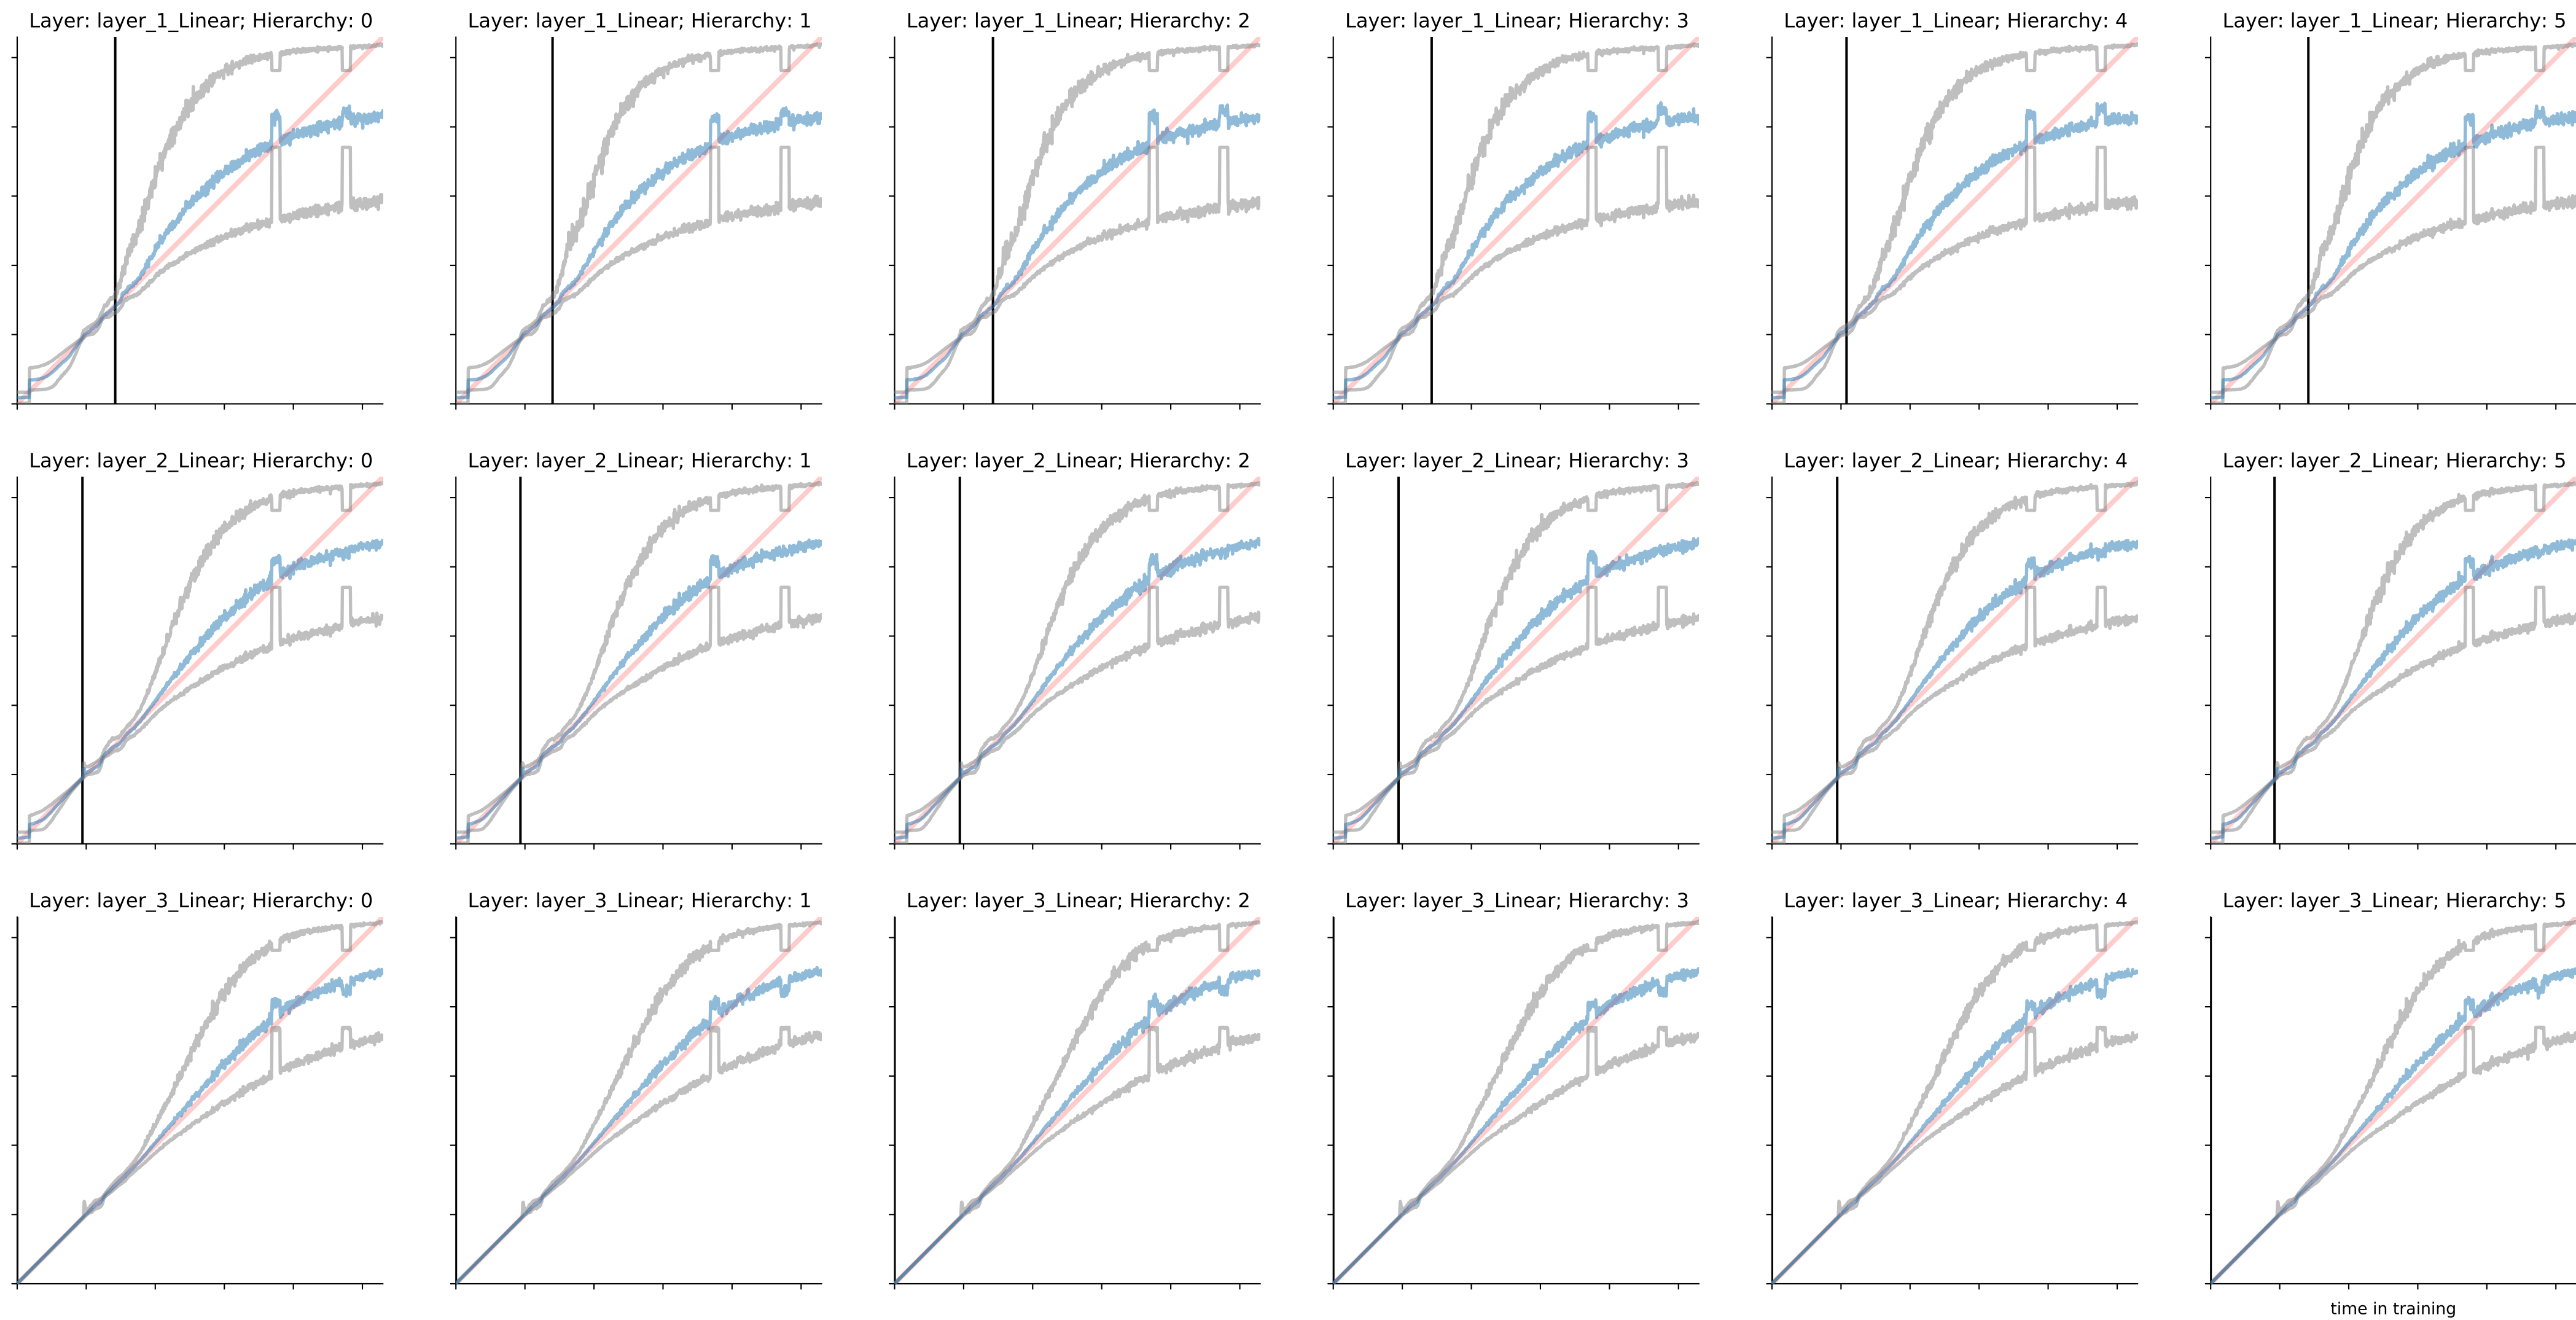 Layer: layer_1_Linear; Hierarchy: 0
Layer: layer_1_Linear; Hierarchy: 1
Layer: layer_1_Linear; Hierarchy: 2
Layer: layer_1_Linear; Hierarchy: 3
Layer: layer_1_Linear; Hierarchy: 4
Layer: layer_1_Linear; Hierarchy: 5
Layer: layer_2_Linear; Hierarchy: 0
Layer: layer_2_Linear; Hierarchy: 1
Layer: layer_2_Linear; Hierarchy: 2
Layer: layer_2_Linear; Hierarchy: 3
Layer: layer_2_Linear; Hierarchy: 4
Layer: layer_2_Linear; Hierarchy: 5
Layer: layer_3_Linear; Hierarchy: 0
Layer: layer_3_Linear; Hierarchy: 1
Layer: layer_3_Linear; Hierarchy: 2
Layer: layer_3_Linear; Hierarchy: 3
Layer: layer_3_Linear; Hierarchy: 4
Layer: layer_3_Linear; Hierarchy: 5
time in training